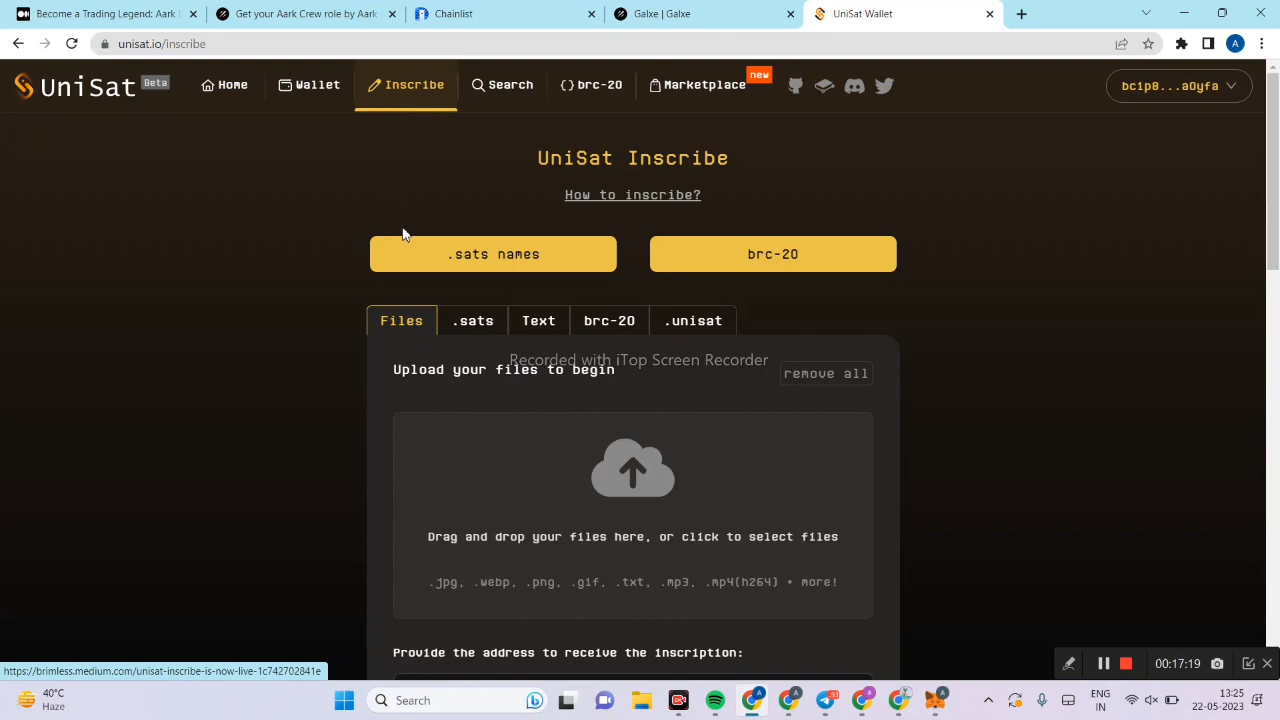 Become a Trading Legend: Aark
Get your Aark Crew role by Aark
Chainlist
Galxe | Galxe
UniSat Wallet
unisat.io/inscribe
A
UniSat Beta
Home
Wallet
Inscribe
Search
brc-20
Marketplace
new
bc1p8...a0yfa
UniSat Inscribe
How to inscribe?
.sats names
brc-20
Files
.sats
Text
brc-20
.unisat
Recorded with iTop Screen Recorder
Upload your files to begin
remove all
Drag and drop your files here, or click to select files
.jpg, .webp, .png, .gif, .txt, .mp3, .mp4(h264) + more!
Provide the address to receive the inscription:
https://brimless.medium.com/unisat-inscribe-is-now-live-1c742702841e
00:17:19
40°C
Haze
Search
93
ENG
IN
13:25
22-05-2023